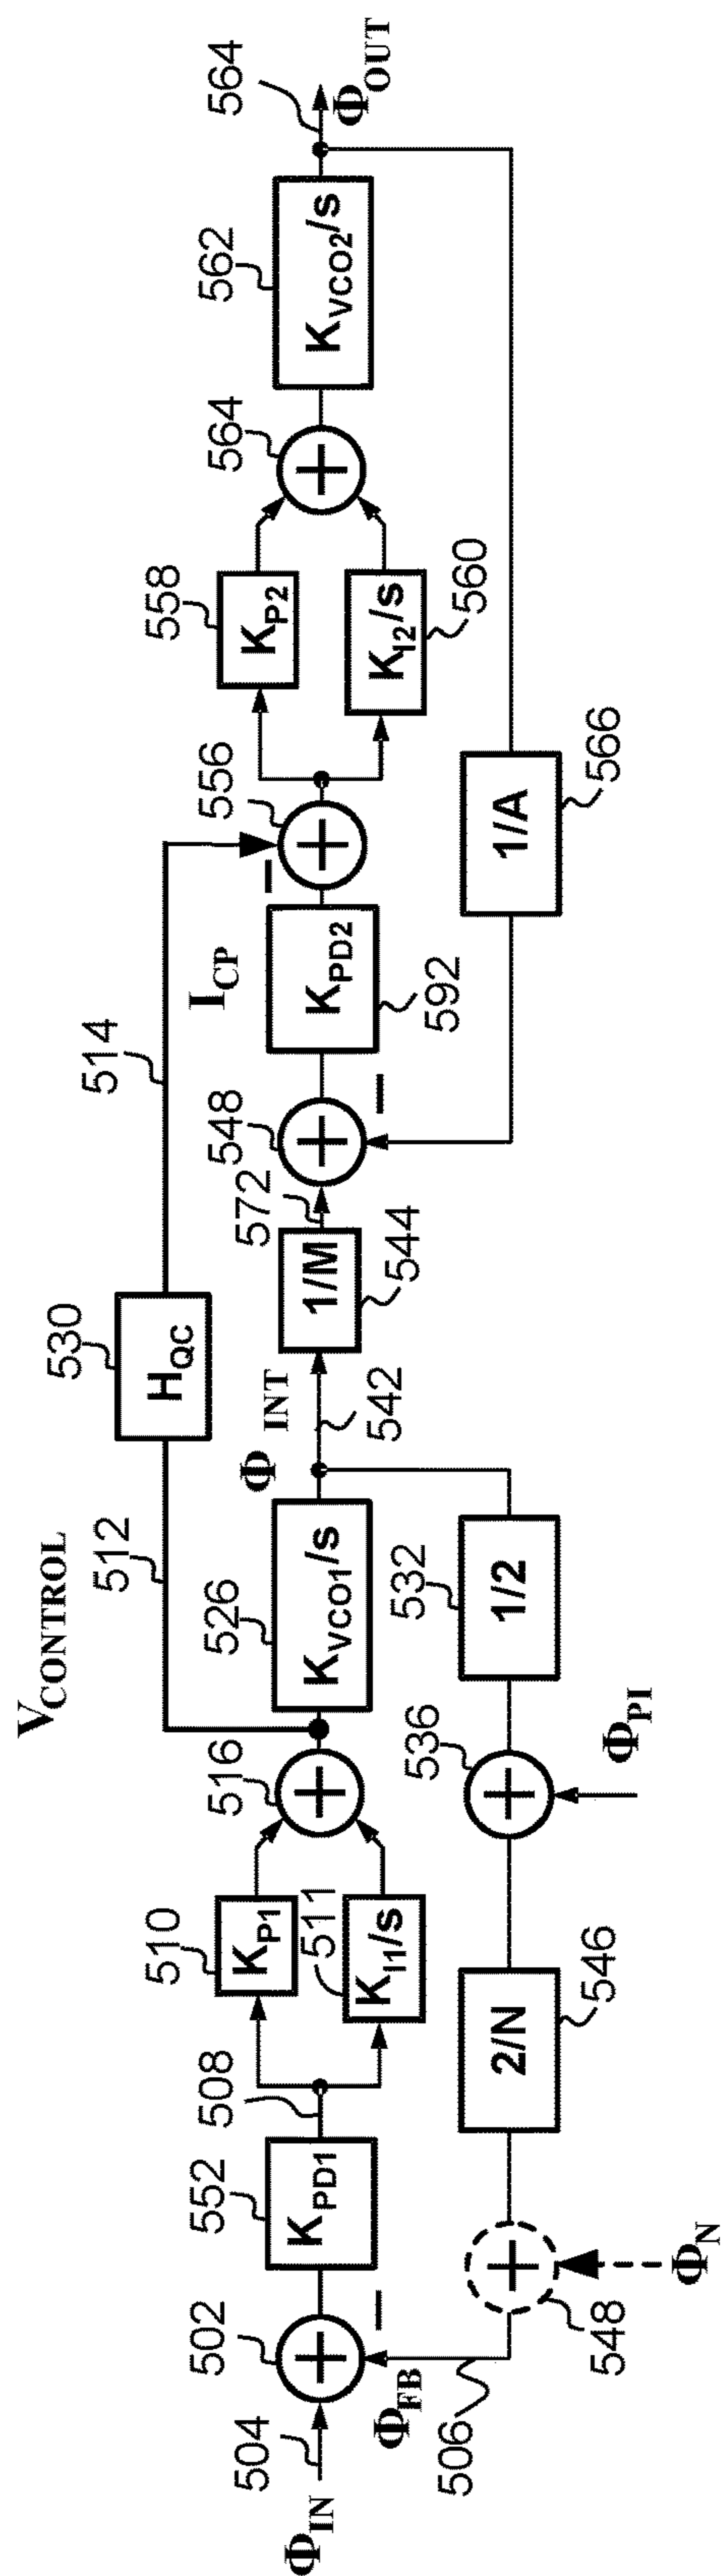 V_CONTROL
512
530
H_QC
514
I_CP
Φ_IN
504
502
552
K_PD1
508
510
K_P1
511
K_I1/s
516
526
K_VCO1/s
Φ_INT
542
1/M
544
572
548
K_PD2
592
556
558
K_P2
K_I2/s
560
564
562
K_VCO2/s
564
Φ_OUT
Φ_FB
506
548
Φ_N
2/N
546
536
Φ_PI
532
1/2
1/A
566